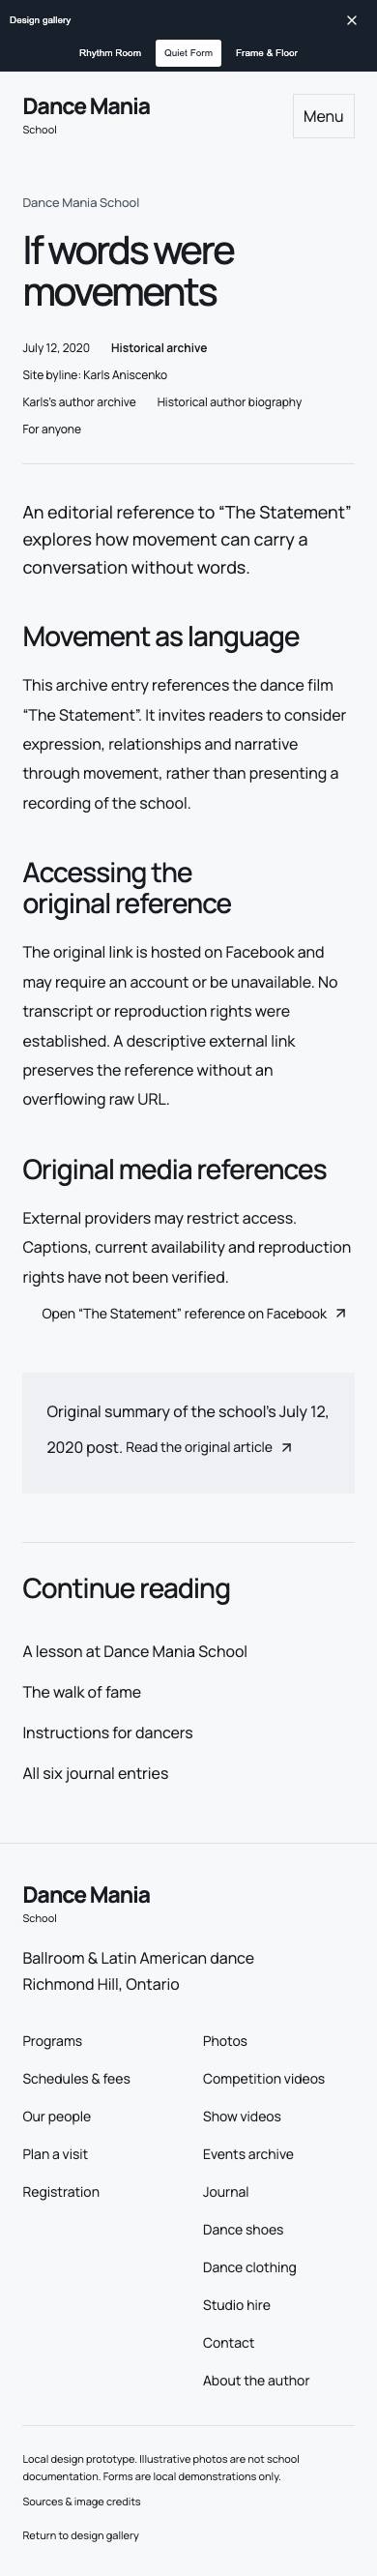 Design gallery
Rhythm Room Quiet Form Frame & Floor
Dance Mania
School
Menu
Dance Mania School
If words were
movements
July 12, 2020 Historical archive
Site byline: Karls Aniscenko
Karls's author archive Historical author biography
For anyone
An editorial reference to “The Statement”
explores how movement can carry a
conversation without words.
Movement as language
This archive entry references the dance film
“The Statement”. It invites readers to consider
expression, relationships and narrative
through movement, rather than presenting a
recording of the school.
Accessing the
original reference
The original link is hosted on Facebook and
may require an account or be unavailable. No
transcript or reproduction rights were
established. A descriptive external link
preserves the reference without an
overflowing raw URL.
Original media references
External providers may restrict access.
Captions, current availability and reproduction
rights have not been verified.
Open “The Statement” reference on Facebook
Original summary of the school's July 12,
2020 post. Read the original article
Continue reading
A lesson at Dance Mania School
The walk of fame
Instructions for dancers
All six journal entries
Dance Mania
School
Ballroom & Latin American dance
Richmond Hill, Ontario
Programs
Schedules & fees
Our people
Plan a visit
Registration
Photos
Competition videos
Show videos
Events archive
Journal
Dance shoes
Dance clothing
Studio hire
Contact
About the author
Local design prototype. Illustrative photos are not school
documentation. Forms are local demonstrations only.
Sources & image credits
Return to design gallery